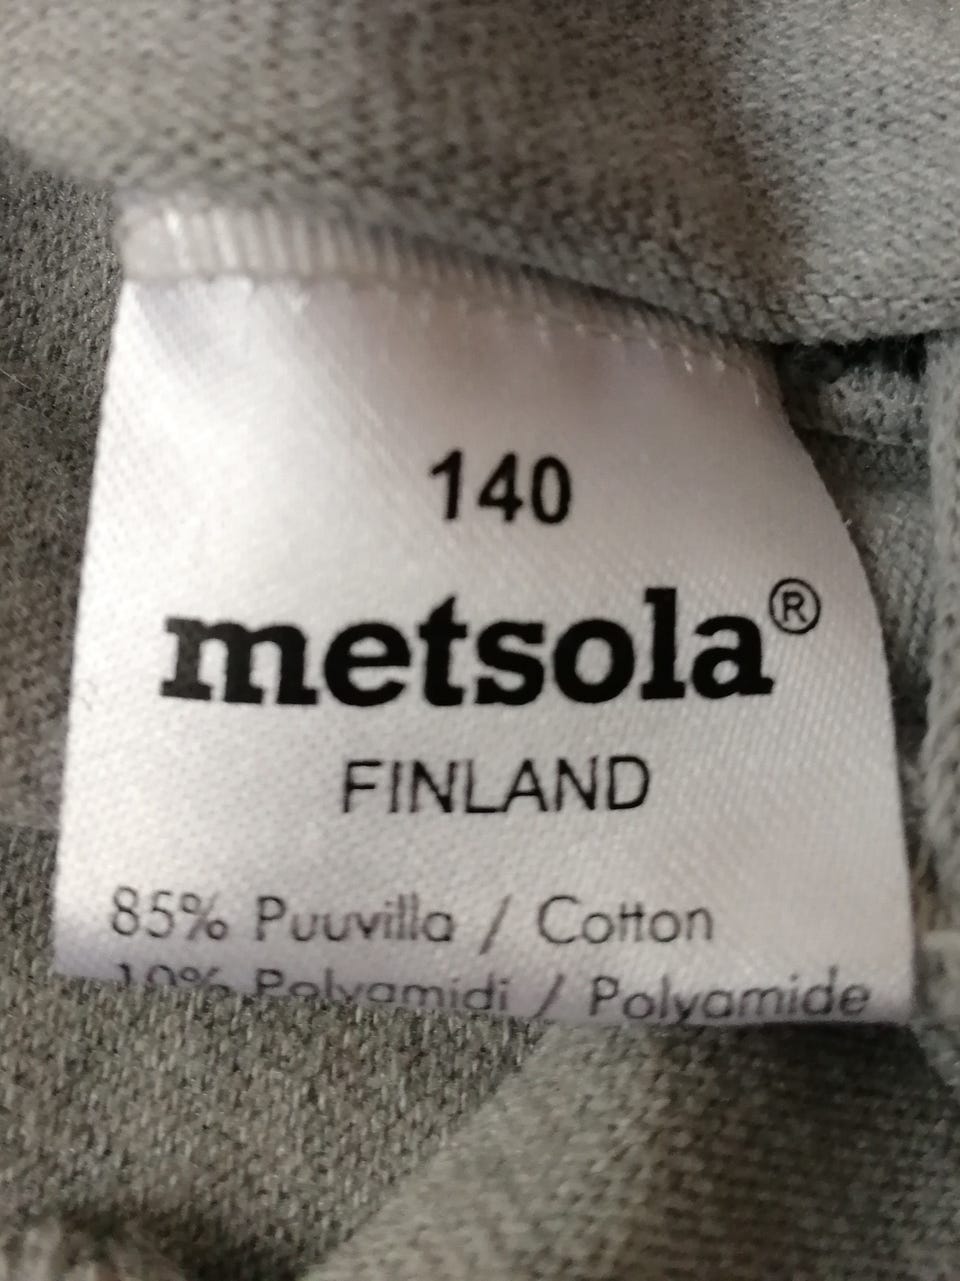 140
metsola®
FINLAND
85% Puuvilla / Cotton
10% Polyamidi / Polyamide